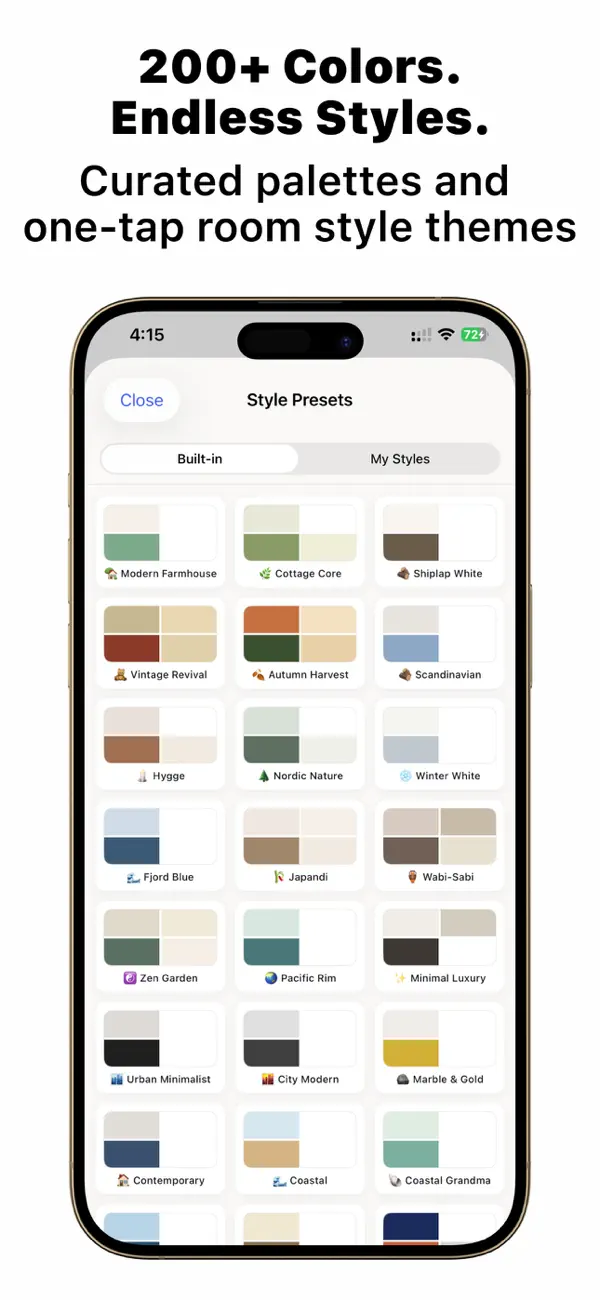 200+ Colors.
Endless Styles.
Curated palettes and
one-tap room style themes
4:15
72
Close
Style Presets
Built-in
My Styles
Modern Farmhouse
Cottage Core
Shiplap White
Vintage Revival
Autumn Harvest
Scandinavian
Hygge
Nordic Nature
Winter White
Fjord Blue
Japandi
Wabi-Sabi
Zen Garden
Pacific Rim
Minimal Luxury
Urban Minimalist
City Modern
Marble & Gold
Contemporary
Coastal
Coastal Grandma